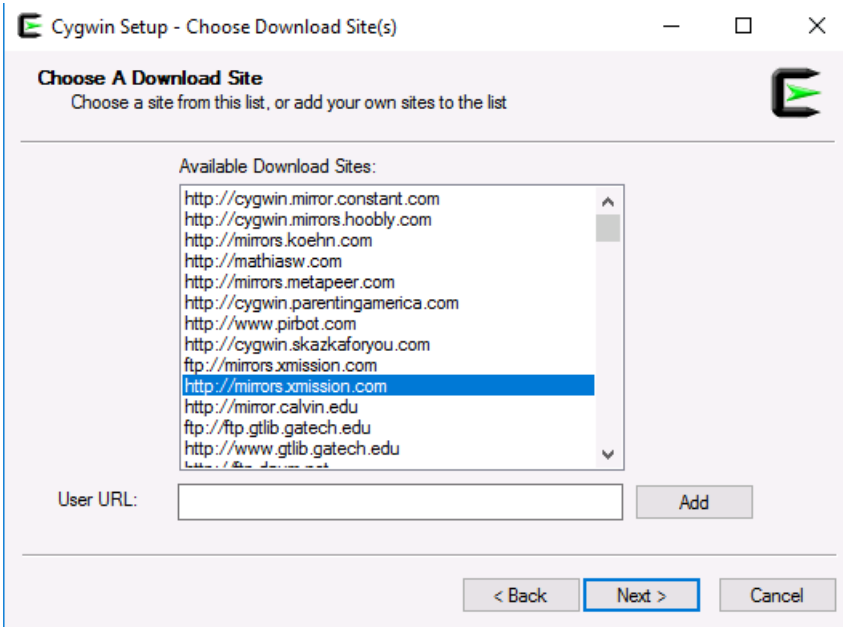 Cygwin Setup - Choose Download Site(s)
Choose A Download Site
Choose a site from this list, or add your own sites to the list
Available Download Sites:
http://cygwin.mirror.constant.com
http://cygwin.mirrors.hoobly.com
http://mirrors.koehn.com
http://mathiasw.com
http://mirrors.metapeer.com
http://cygwin.parentingamerica.com
http://www.pirbot.com
http://cygwin.skazkaforyou.com
ftp://mirrors.xmission.com
http://mirrors.xmission.com
http://mirror.calvin.edu
ftp://ftp.gtlib.gatech.edu
http://www.gtlib.gatech.edu
User URL:
Add
< Back Next > Cancel